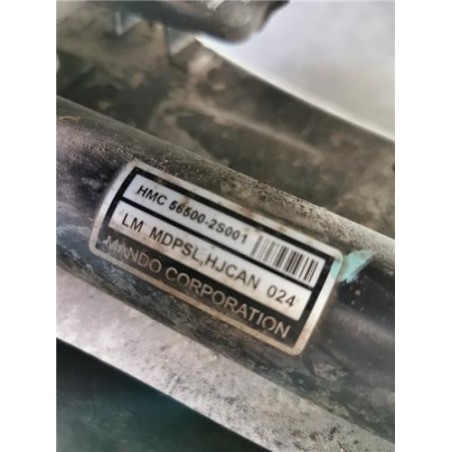 HMC 56500-2S001
LM MDPSL,HJCAN 024
MANDO CORPORATION